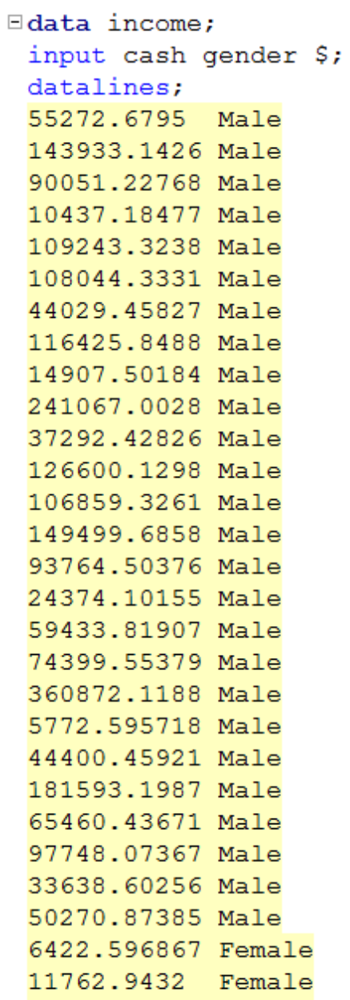 data income;
input cash gender $;
datalines;
55272.6795 Male
143933.1426 Male
90051.22768 Male
10437.18477 Male
109243.3238 Male
108044.3331 Male
44029.45827 Male
116425.8488 Male
14907.50184 Male
241067.0028 Male
37292.42826 Male
126600.1298 Male
106859.3261 Male
149499.6858 Male
93764.50376 Male
24374.10155 Male
59433.81907 Male
74399.55379 Male
360872.1188 Male
5772.595718 Male
44400.45921 Male
181593.1987 Male
65460.43671 Male
97748.07367 Male
33638.60256 Male
50270.87385 Male
6422.596867 Female
11762.9432 Female